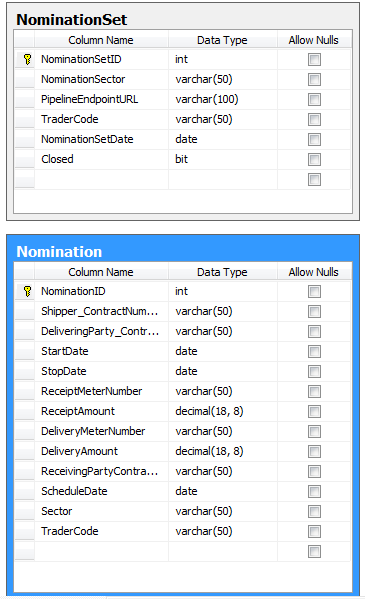 NominationSet
Column Name Data Type Allow Nulls
NominationSetID int
NominationSector varchar(50)
PipelineEndpointURL varchar(100)
TraderCode varchar(50)
NominationSetDate date
Closed bit
Nomination
Column Name Data Type Allow Nulls
NominationID int
Shipper_ContractNum... varchar(50)
DeliveringParty_Contr... varchar(50)
StartDate date
StopDate date
ReceiptMeterNumber varchar(50)
ReceiptAmount decimal(18, 8)
DeliveryMeterNumber varchar(50)
DeliveryAmount decimal(18, 8)
ReceivingPartyContra... varchar(50)
ScheduleDate date
Sector varchar(50)
TraderCode varchar(50)